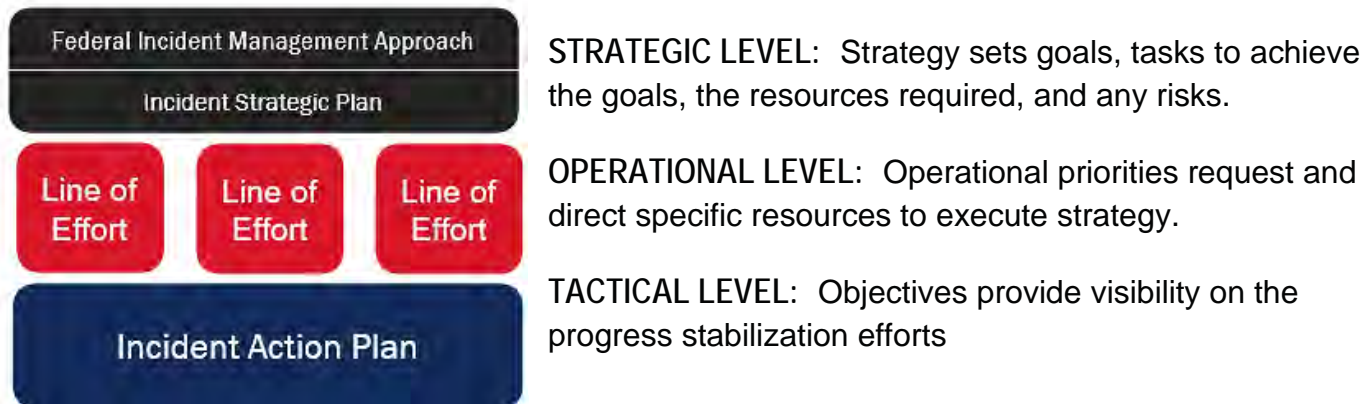 Federal Incident Management Approach
Incident Strategic Plan
STRATEGIC LEVEL: Strategy sets goals, tasks to achieve
the goals, the resources required, and any risks.
Line of
Effort
Line of
Effort
Line of
Effort
OPERATIONAL LEVEL: Operational priorities request and
direct specific resources to execute strategy.
Incident Action Plan
TACTICAL LEVEL: Objectives provide visibility on the
progress stabilization efforts